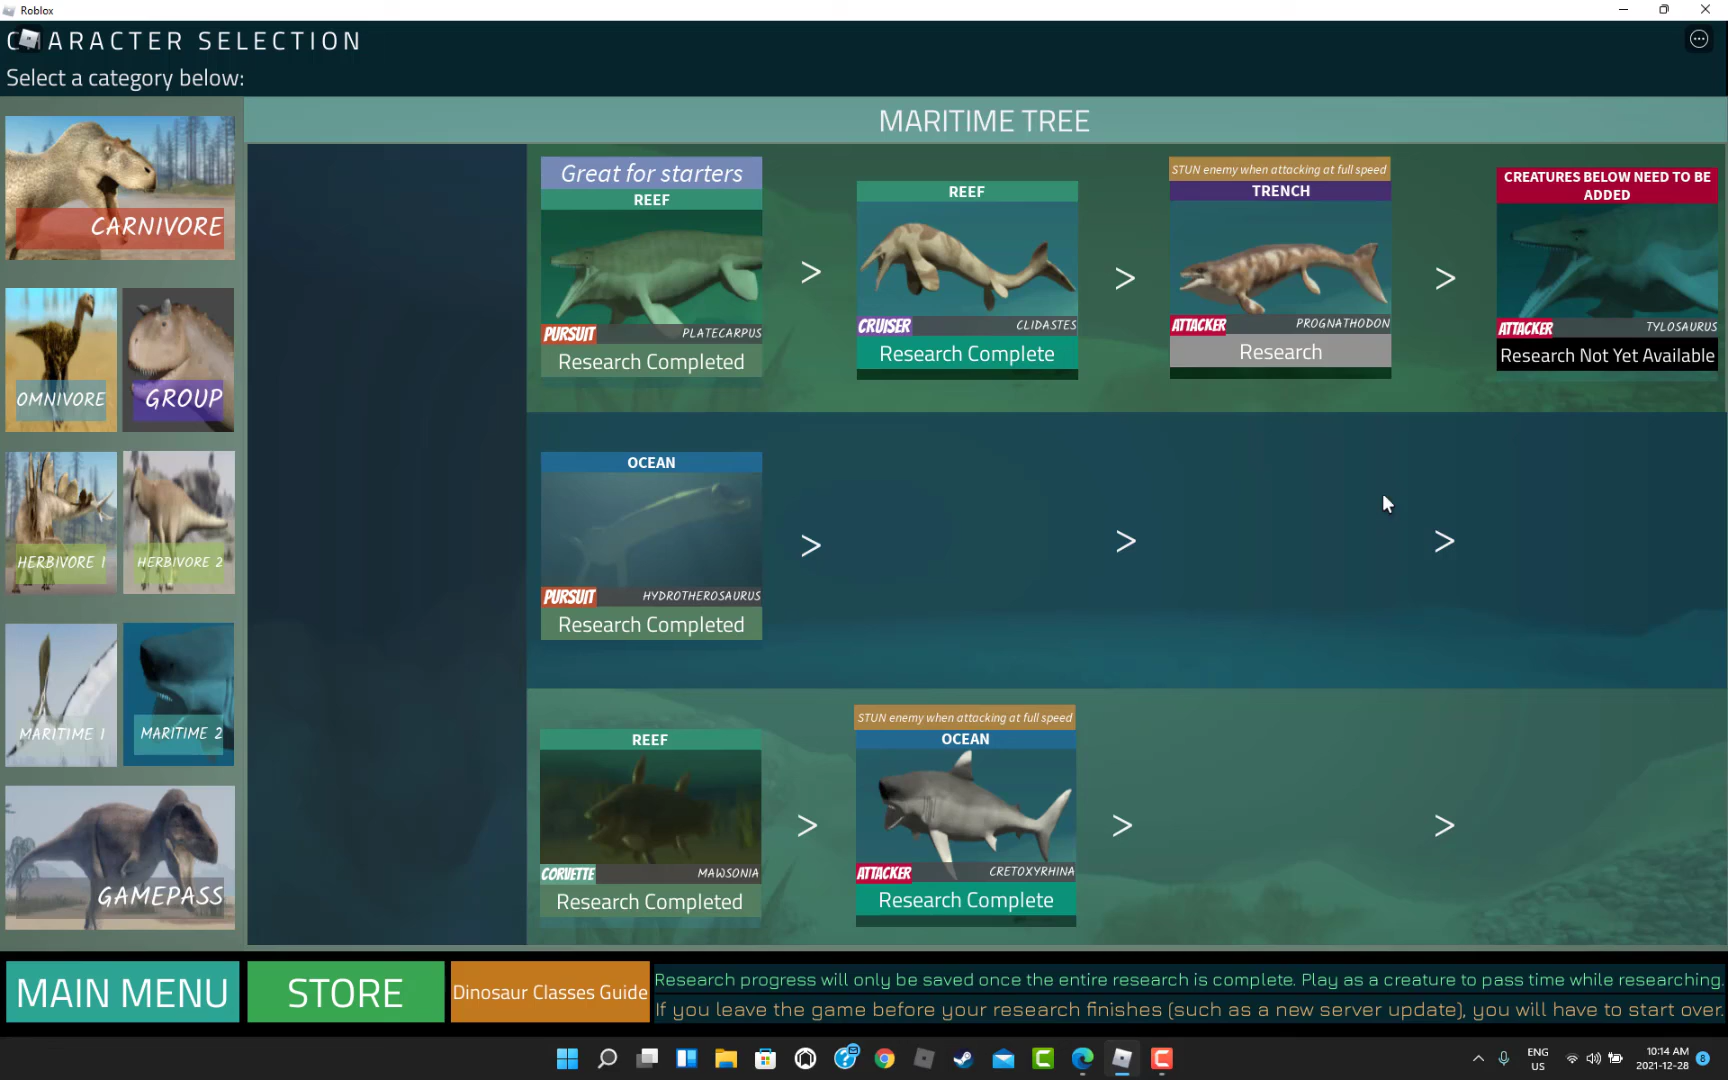 Roblox
CHARACTER SELECTION
Select a category below:
MARITIME TREE
CARNIVORE
OMNIVORE
GROUP
HERBIVORE 1
HERBIVORE 2
MARITIME 1
MARITIME 2
GAMEPASS
Great for starters
REEF
PURSUIT
PLATECARPUS
Research Completed
>
REEF
CRUISER
CLIDASTES
Research Complete
>
STUN enemy when attacking at full speed
TRENCH
ATTACKER
PROGNATHODON
Research
>
CREATURES BELOW NEED TO BE
ADDED
ATTACKER
TYLOSAURUS
Research Not Yet Available
OCEAN
PURSUIT
HYDROTHEROSAURUS
Research Completed
>
>
>
REEF
CORVETTE
MAWSONIA
Research Completed
>
STUN enemy when attacking at full speed
OCEAN
ATTACKER
CRETOXYRHINA
Research Complete
>
>
MAIN MENU
STORE
Dinosaur Classes Guide
Research progress will only be saved once the entire research is complete. Play as a creature to pass time while researching.
If you leave the game before your research finishes (such as a new server update), you will have to start over.
ENG
US
10:14 AM
2021-12-28
8